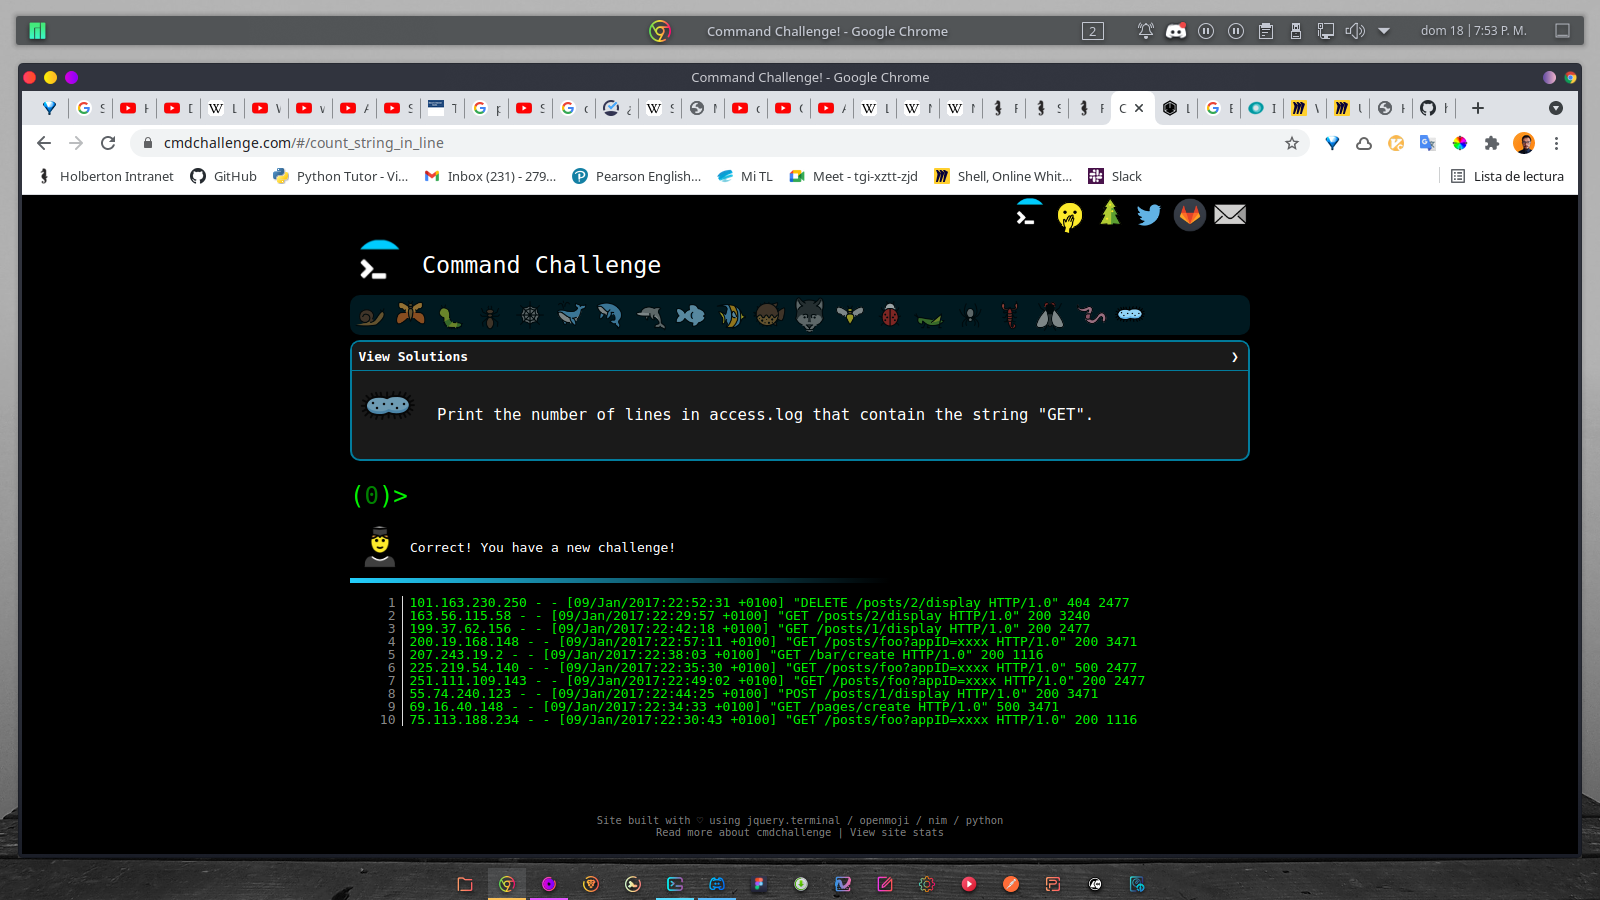 Command Challenge! - Google Chrome
2
dom 18 | 7:53 P. M.
Command Challenge! - Google Chrome
cmdchallenge.com/#/count_string_in_line
Holberton Intranet
GitHub
Python Tutor - Vi...
Inbox (231) - 279...
Pearson English...
Mi TL
Meet - tgi-xztt-zjd
Shell, Online Whit...
Slack
Lista de lectura
Command Challenge
View Solutions
Print the number of lines in access.log that contain the string "GET".
(0)>
Correct! You have a new challenge!
1 101.163.230.250 - - [09/Jan/2017:22:52:31 +0100] "DELETE /posts/2/display HTTP/1.0" 404 2477
2 163.56.115.58 - - [09/Jan/2017:22:29:57 +0100] "GET /posts/2/display HTTP/1.0" 200 3240
3 199.37.62.156 - - [09/Jan/2017:22:42:18 +0100] "GET /posts/1/display HTTP/1.0" 200 2477
4 200.19.168.148 - - [09/Jan/2017:22:57:11 +0100] "GET /posts/foo?appID=xxxx HTTP/1.0" 200 3471
5 207.243.19.2 - - [09/Jan/2017:22:38:03 +0100] "GET /bar/create HTTP/1.0" 200 1116
6 225.219.54.140 - - [09/Jan/2017:22:35:30 +0100] "GET /posts/foo?appID=xxxx HTTP/1.0" 500 2477
7 251.111.109.143 - - [09/Jan/2017:22:49:02 +0100] "GET /posts/foo?appID=xxxx HTTP/1.0" 200 2477
8 55.74.240.123 - - [09/Jan/2017:22:44:25 +0100] "POST /posts/1/display HTTP/1.0" 200 3471
9 69.16.40.148 - - [09/Jan/2017:22:34:33 +0100] "GET /pages/create HTTP/1.0" 500 3471
10 75.113.188.234 - - [09/Jan/2017:22:30:43 +0100] "GET /posts/foo?appID=xxxx HTTP/1.0" 200 1116
Site built with ♡ using jquery.terminal / openmoji / nim / python
Read more about cmdchallenge | View site stats